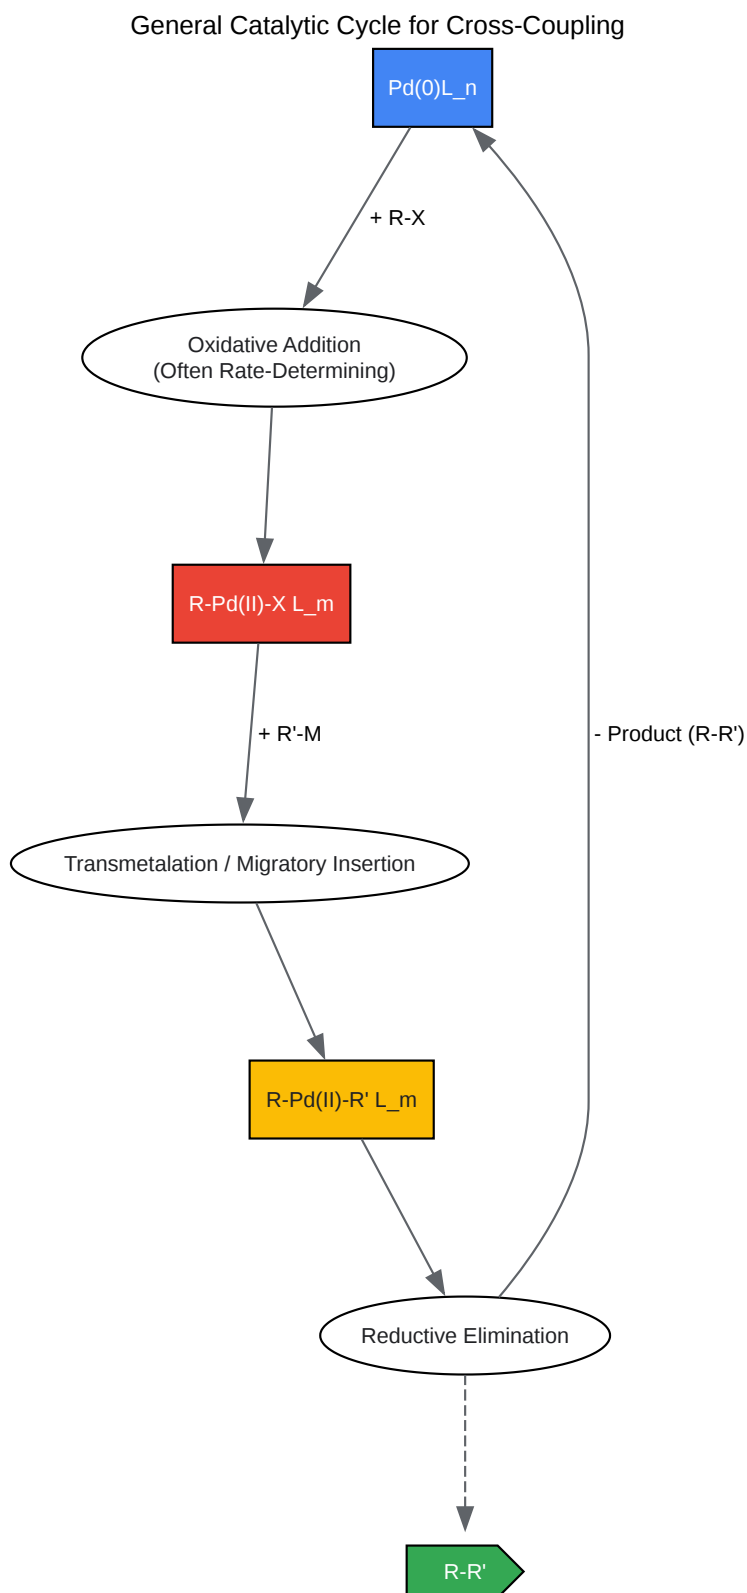 General Catalytic Cycle for Cross-Coupling
Pd(0)L_n
+ R-X
Oxidative Addition
(Often Rate-Determining)
R-Pd(II)-X L_m
+ R'-M
- Product (R-R')
Transmetalation / Migratory Insertion
R-Pd(II)-R' L_m
Reductive Elimination
R-R'